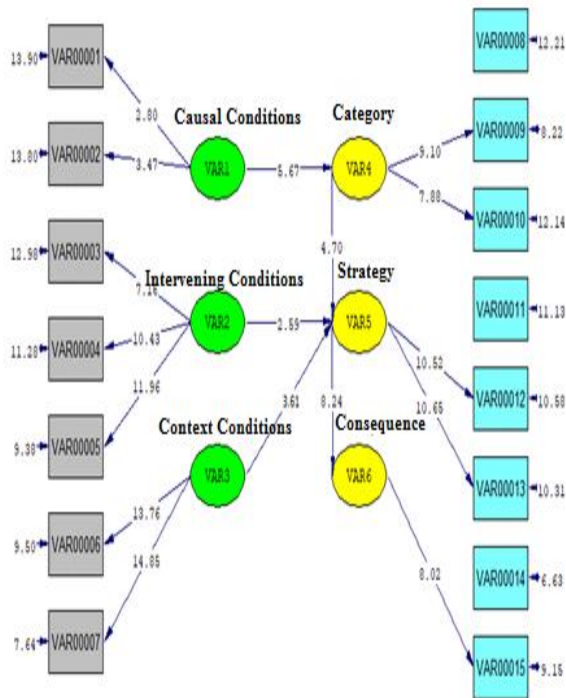 13.90
VAR00001
2.80
13.80
VAR00002
3.47
Causal Conditions
VAR1
5.67
Category
VAR4
9.10
7.88
VAR00008
12.21
VAR00009
8.22
VAR00010
12.14
12.98
VAR00003
7.16
11.28
VAR00004
10.43
9.38
VAR00005
11.96
Intervening Conditions
VAR2
2.59
4.70
Strategy
VAR5
VAR00011
11.13
10.52
VAR00012
10.58
10.65
VAR00013
10.31
Context Conditions
VAR3
3.61
8.24
Consequence
VAR6
9.50
VAR00006
13.76
7.64
VAR00007
14.85
8.02
VAR00014
6.63
VAR00015
9.15